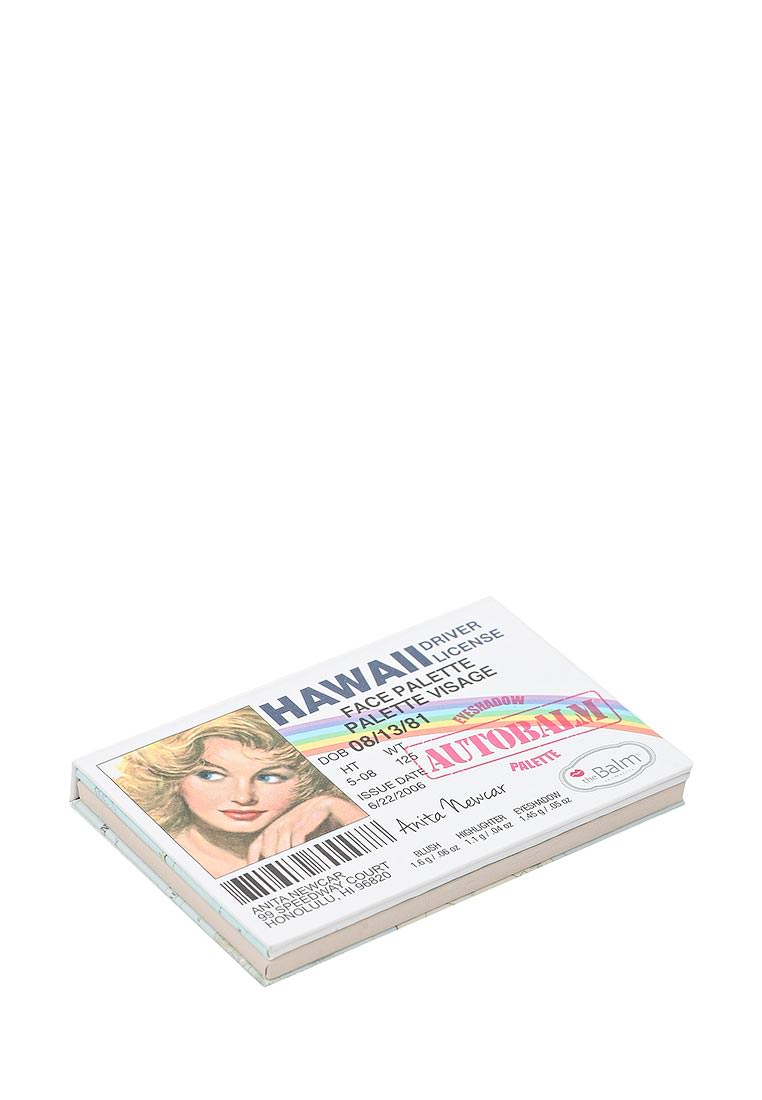 HAWAII
DRIVER
LICENSE
FACE PALETTE
PALETTE VISAGE
DOB 08/13/81
HT
5-08
WT
125
ISSUE DATE
6/22/2006
EYESHADOW
AUTOBALM
PALETTE
Anita Newcar
theBalm
BLUSH
1.6 g / .06 oz
HIGHLIGHTER
1.1 g / .04 oz
EYESHADOW
1.45 g / .05 oz
ANITA NEWCAR
99 SPEEDWAY COURT
HONOLULU, HI 96820